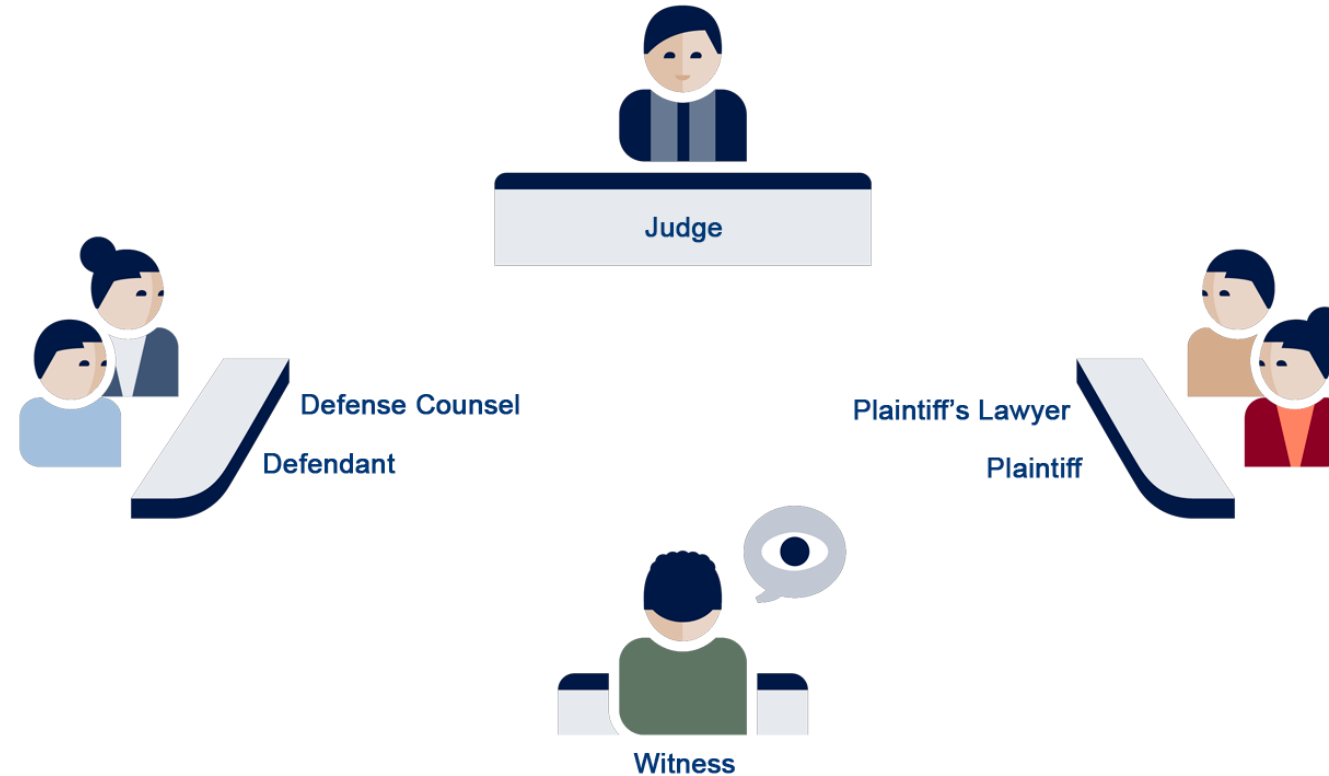 Judge
Defense Counsel
Defendant
Plaintiff’s Lawyer
Plaintiff
Witness